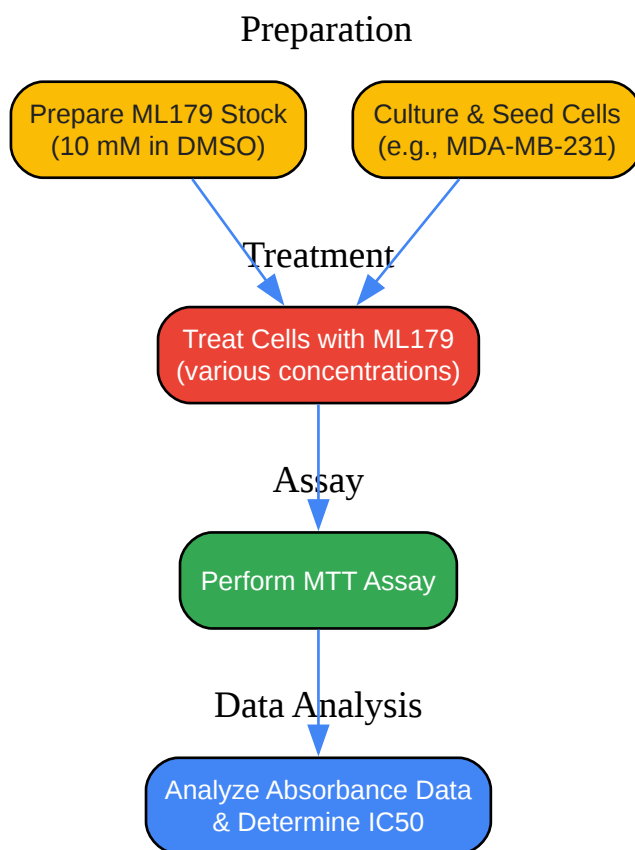 Preparation
Prepare ML179 Stock
(10 mM in DMSO)
Culture & Seed Cells
(e.g., MDA-MB-231)
Treatment
Treat Cells with ML179
(various concentrations)
Assay
Perform MTT Assay
Data Analysis
Analyze Absorbance Data
& Determine IC50